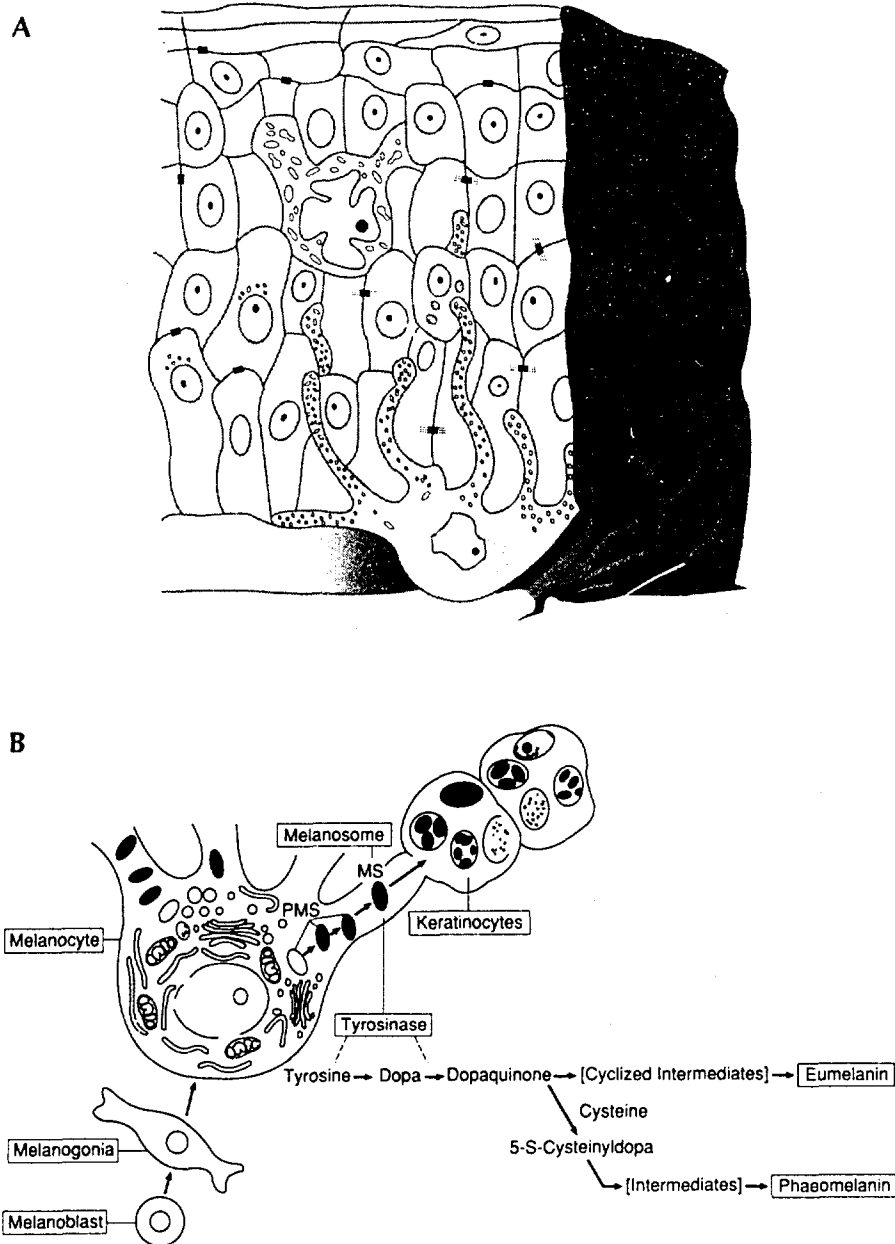 A
B
Melanosome
MS
PMS
Keratinocytes
Melanocyte
Tyrosinase
Tyrosine Dopa Dopaquinone [Cyclized Intermediates] Eumelanin
Cysteine
5-S-Cysteinyldopa
Melanogonia
[Intermediates] Phaeomelanin
Melanoblast